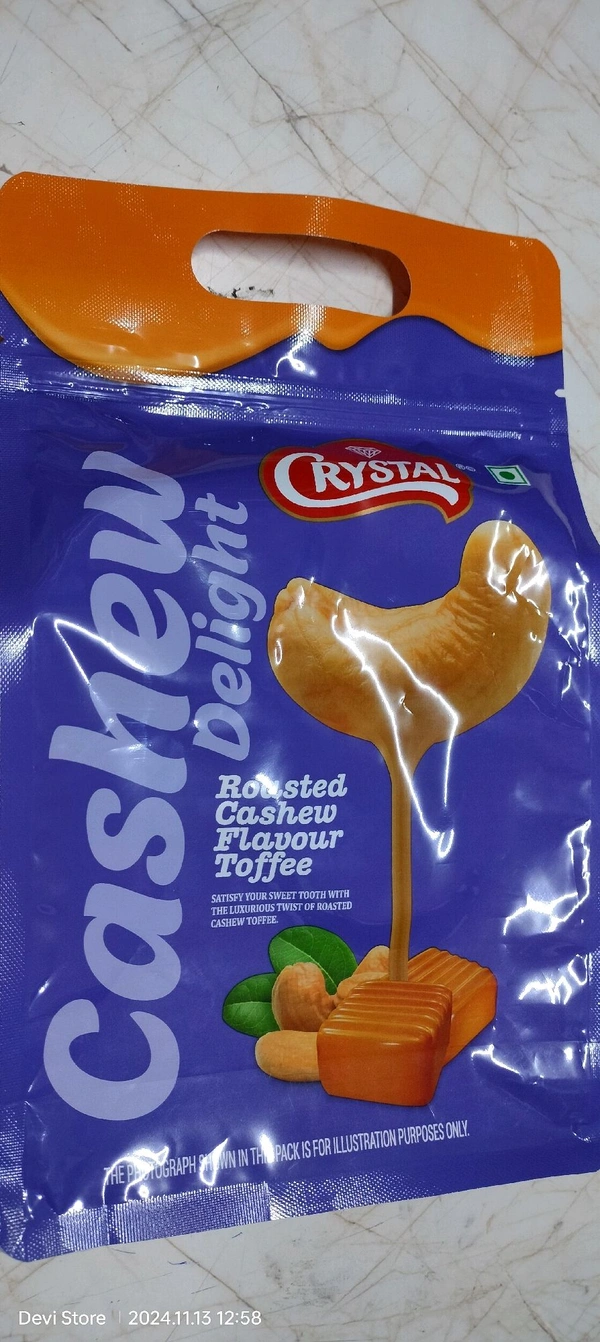 CRYSTAL
Cashew
Delight
Roasted
Cashew
Flavour
Toffee
SATISFY YOUR SWEET TOOTH WITH
THE LUXURIOUS TWIST OF ROASTED
CASHEW TOFFEE.
THE PHOTOGRAPH SHOWN IN THIS PACK IS FOR ILLUSTRATION PURPOSES ONLY.
Devi Store | 2024.11.13 12:58